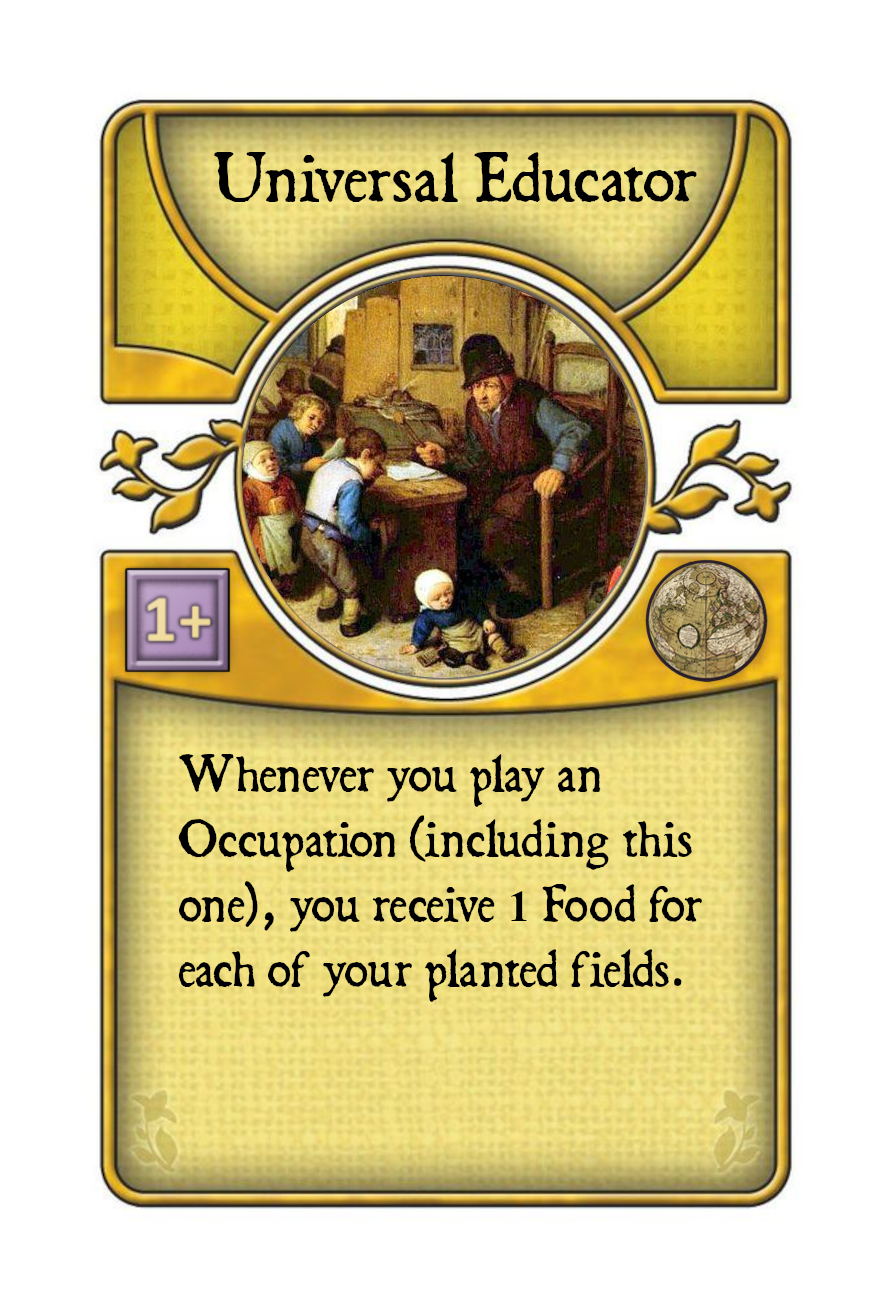 Universal Educator
1+
Whenever you play an
Occupation (including this
one), you receive 1 Food for
each of your planted fields.